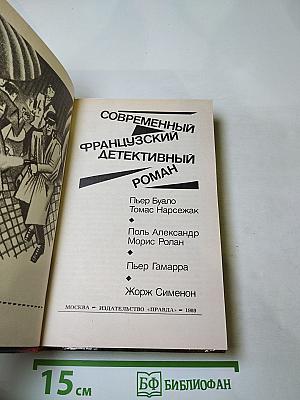 СОВРЕМЕННЫЙ
ФРАНЦУЗСКИЙ
ДЕТЕКТИВНЫЙ
РОМАН
Пьер Буало
Томас Нарсежак
Поль Александр
Морис Ролан
Пьер Гамарра
Жорж Сименон
МОСКВА – ИЗДАТЕЛЬСТВО «ПРАВДА» – 1989
15 см
БФ БИБЛИОФАН